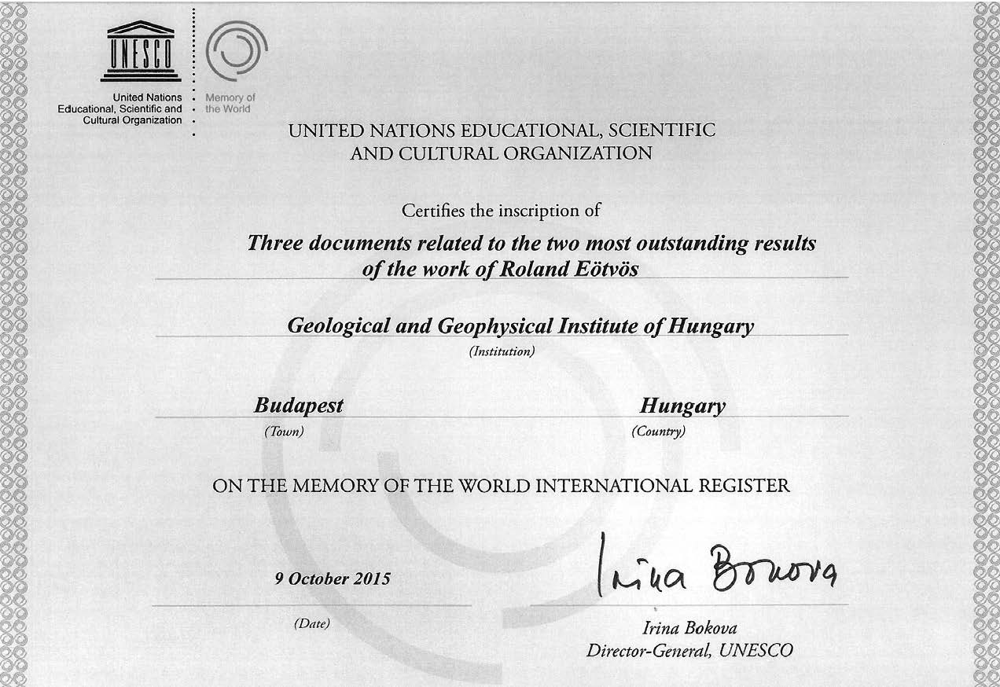 UNESCO
United Nations
Educational, Scientific and
Cultural Organization
Memory of
the World
UNITED NATIONS EDUCATIONAL, SCIENTIFIC
AND CULTURAL ORGANIZATION
Certifies the inscription of
Three documents related to the two most outstanding results
of the work of Roland Eötvös
Geological and Geophysical Institute of Hungary
(Institution)
Budapest
Hungary
(Town)
(Country)
ON THE MEMORY OF THE WORLD INTERNATIONAL REGISTER
Irina Bokova
9 October 2015
(Date)
Irina Bokova
Director-General, UNESCO